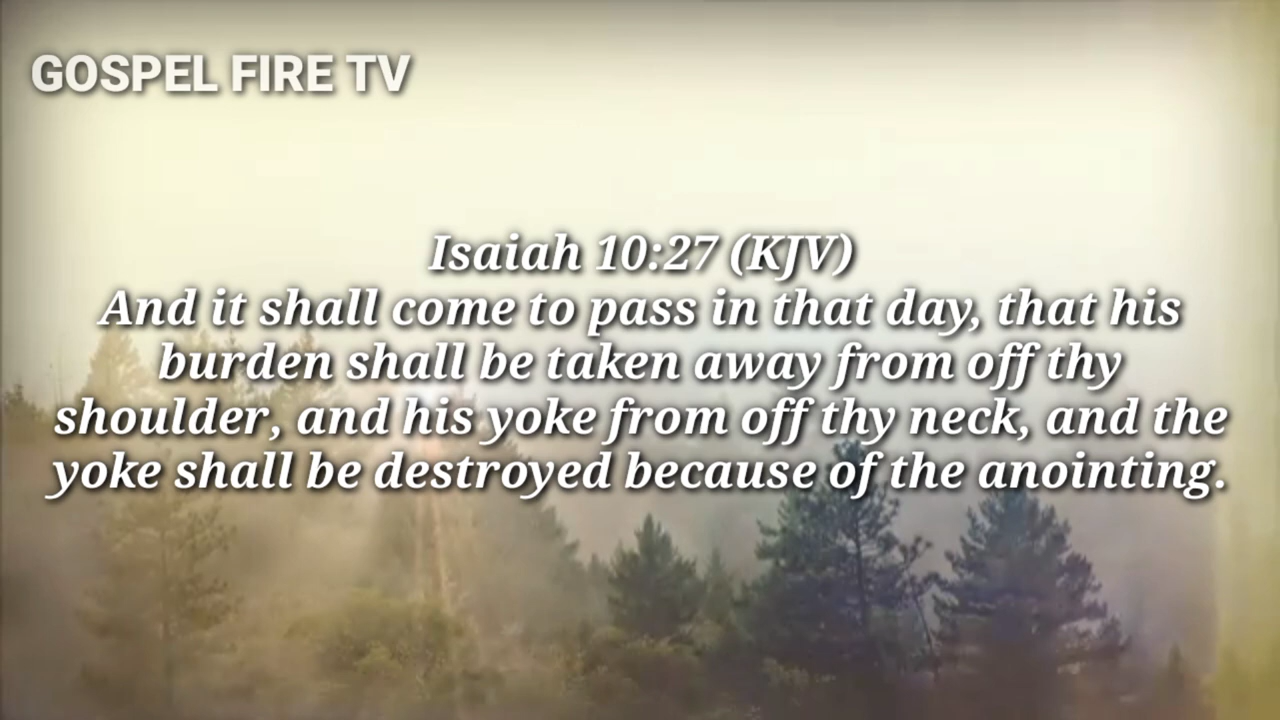 GOSPEL FIRE TV
Isaiah 10:27 (KJV)
And it shall come to pass in that day, that his
burden shall be taken away from off thy
shoulder, and his yoke from off thy neck, and the
yoke shall be destroyed because of the anointing.